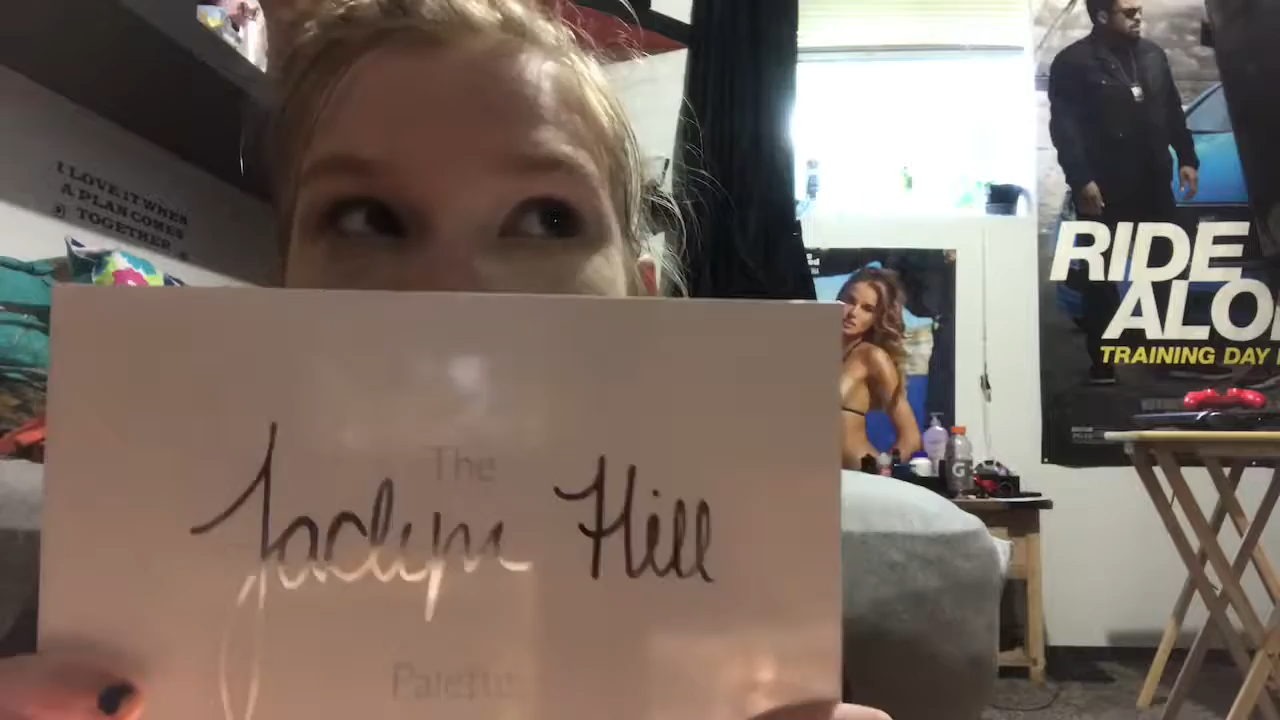 I LOVE IT WHEN
A PLAN COMES
TOGETHER
The
Jaclyn Hill
Palette
RIDE
ALO
TRAINING DAY
G